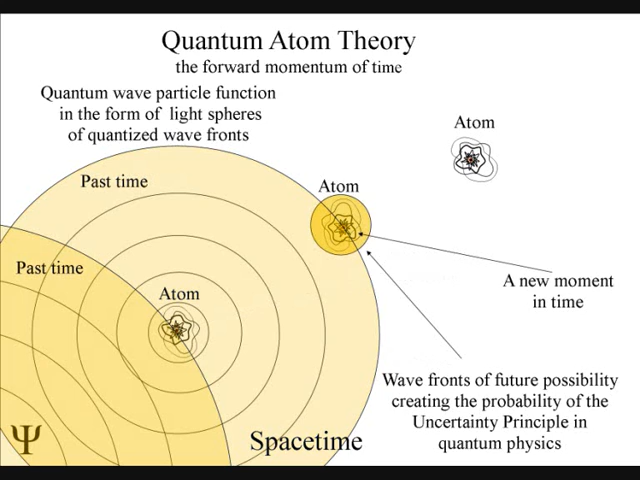 Quantum Atom Theory
the forward momentum of time
Quantum wave particle function
in the form of light spheres
of quantized wave fronts
Atom
Past time
Atom
Past time
Atom
A new moment
in time
Wave fronts of future possibility
creating the probability of the
Uncertainty Principle in
quantum physics
Spacetime
Ψ